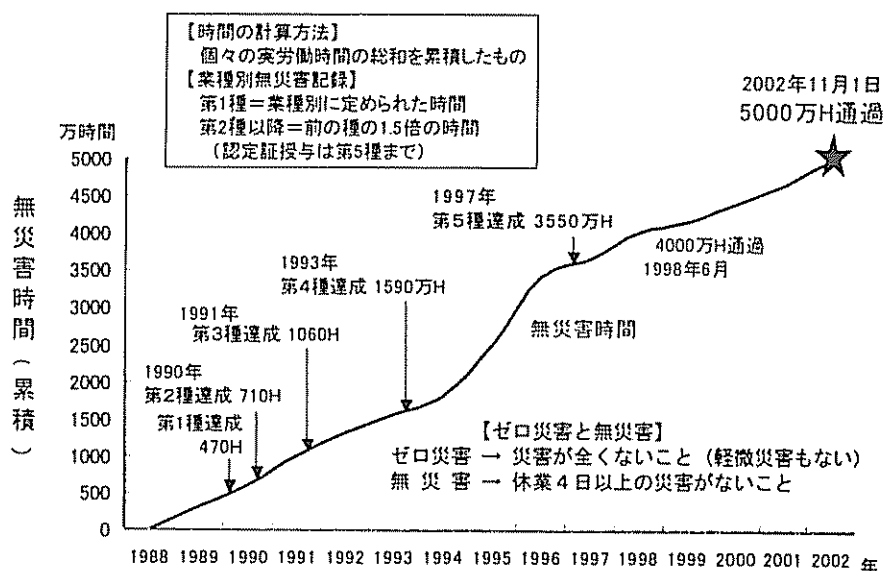 【時間の計算方法】
個々の実労働時間の総和を累積したもの
【業種別無災害記録】
第1種＝業種別に定められた時間
第2種以降＝前の種の1.5倍の時間
（認定証授与は第5種まで）
2002年11月1日
5000万H通過
万時間
5000
4500
4000
3500
3000
2500
2000
1500
1000
500
0
無災害時間（累積）
1997年
第5種達成 3550万H
4000万H通過
1998年6月
1993年
第4種達成 1590万H
1991年
第3種達成 1060H
無災害時間
1990年
第2種達成 710H
第1種達成
470H
【ゼロ災害と無災害】
ゼロ災害 → 災害が全くないこと（軽微災害もない）
無 災 害 → 休業４日以上の災害がないこと
1988 1989 1990 1991 1992 1993 1994 1995 1996 1997 1998 1999 2000 2001 2002 年